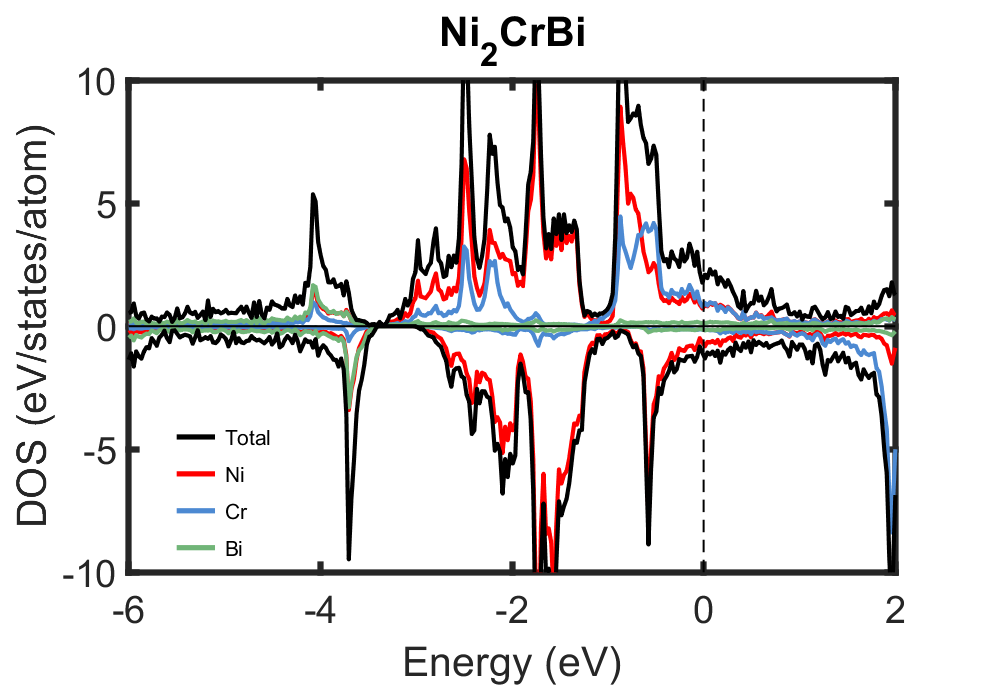 Ni2CrBi
10
5
0
-5
-10
DOS (eV/states/atom)
Total
Ni
Cr
Bi
-6 -4 -2 0 2
Energy (eV)